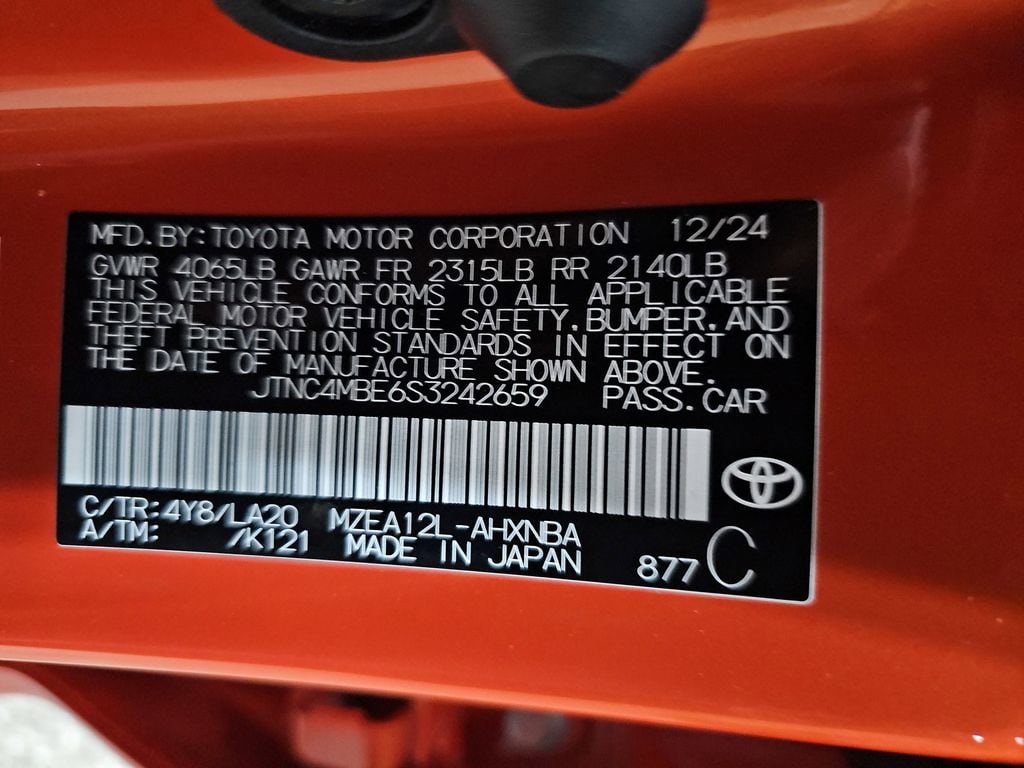 MFD.BY:TOYOTA MOTOR CORPORATION 12/24
GVWR 4065LB GAWR FR 2315LB RR 2140LB
THIS VEHICLE CONFORMS TO ALL APPLICABLE
FEDERAL MOTOR VEHICLE SAFETY,BUMPER,AND
THEFT PREVENTION STANDARDS IN EFFECT ON
THE DATE OF MANUFACTURE SHOWN ABOVE.
JTNC4MBE6S3242659 PASS.CAR
C/TR:4Y8/LA20 MZEA12L-AHXNBA
A/TM: /K121 MADE IN JAPAN 877 C